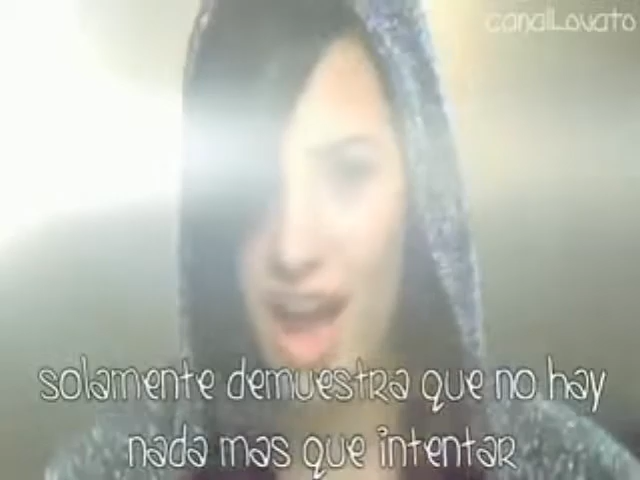 canalLovato
solamente demuestra que no hay
nada mas que intentar